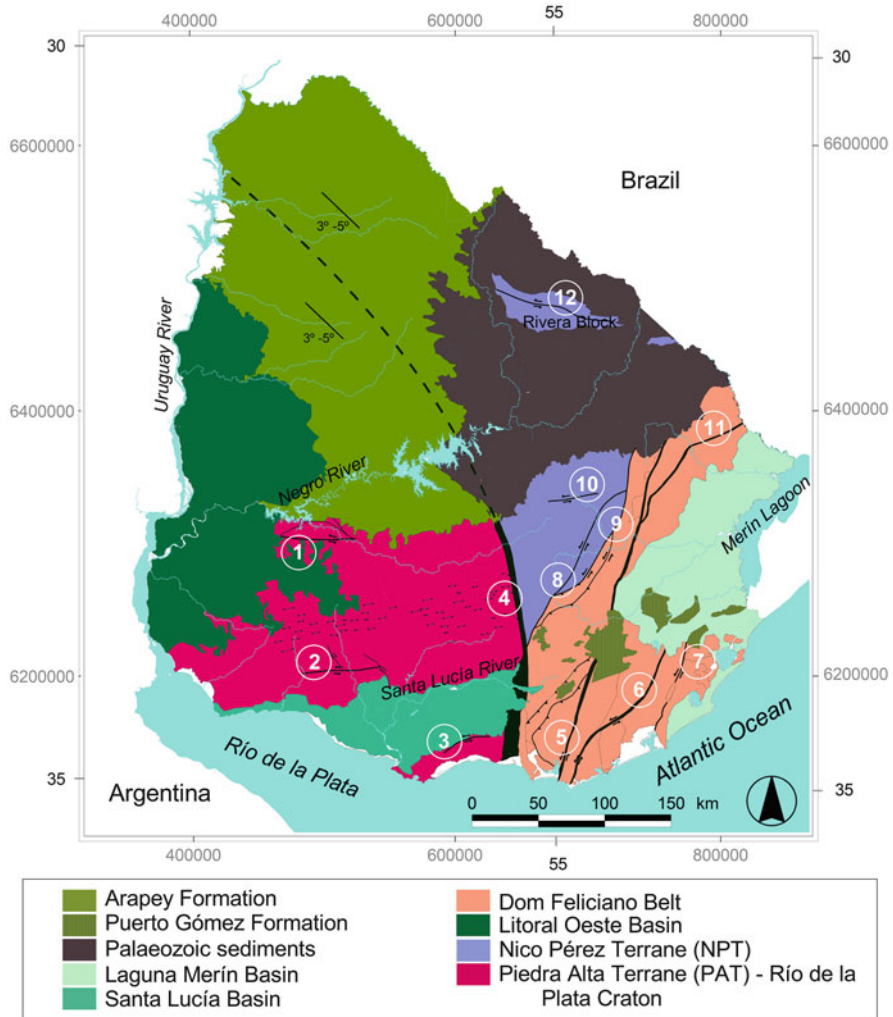 55
400000 600000 800000
30 30
6600000 6600000
Brazil
3º -5º
12
Rivera Block
3º -5º
Uruguay River
6400000 6400000
11
Negro River
10
Merín Lagoon
9
1
8
4
2
Santa Lucía River
7
6200000 6200000
6
3
5
Río de la Plata
Atlantic Ocean
35 35
Argentina
0 50 100 150 km
400000 600000 800000
55
Arapey Formation
Puerto Gómez Formation
Palaeozoic sediments
Laguna Merín Basin
Santa Lucía Basin
Dom Feliciano Belt
Litoral Oeste Basin
Nico Pérez Terrane (NPT)
Piedra Alta Terrane (PAT) - Río de la
Plata Craton